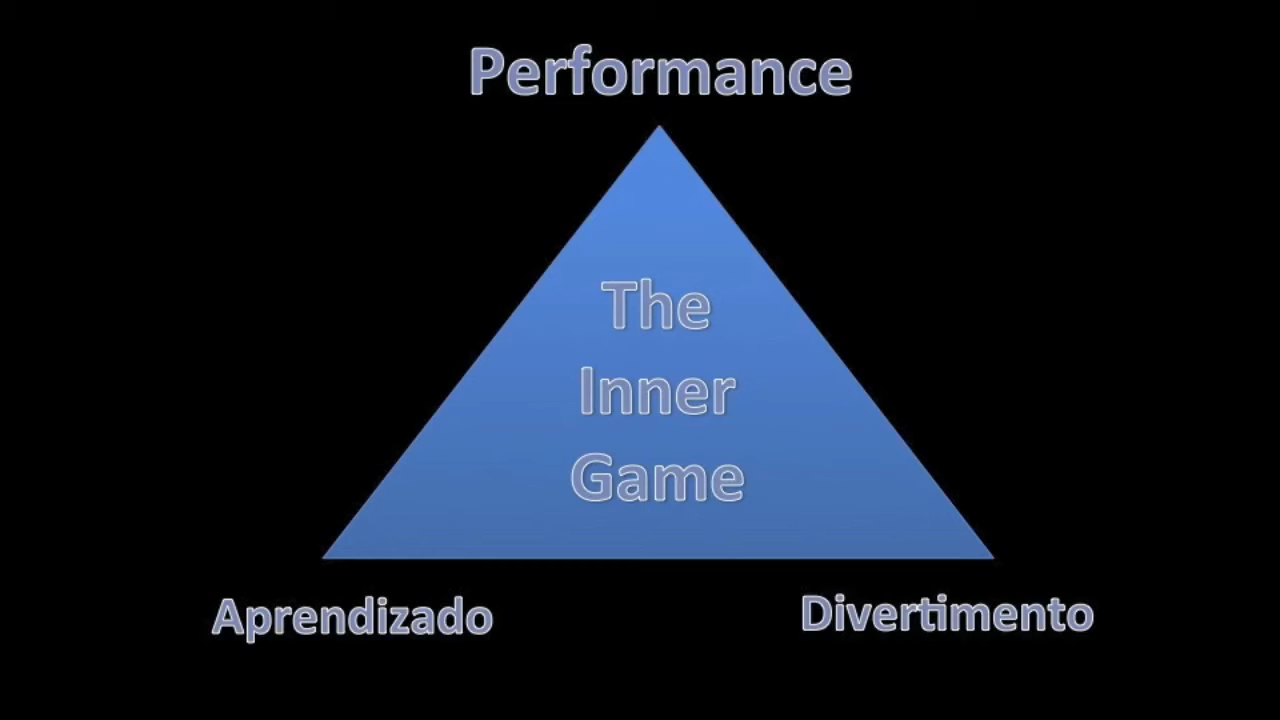 Performance
The
Inner
Game
Aprendizado
Divertimento